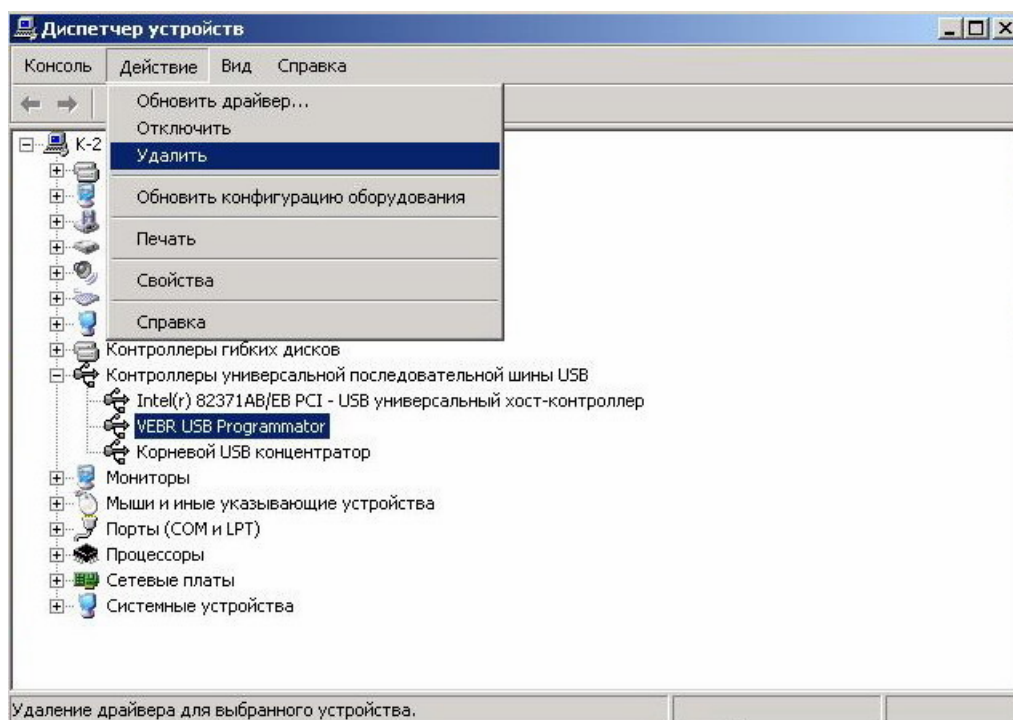 Диспетчер устройств
Консоль Действие Вид Справка
Обновить драйвер...
Отключить
Удалить
Обновить конфигурацию оборудования
Печать
Свойства
Справка
K-2
Контроллеры гибких дисков
Контроллеры универсальной последовательной шины USB
Intel(r) 82371AB/EB PCI - USB универсальный хост-контроллер
VEBR USB Programmator
Корневой USB концентратор
Мониторы
Мыши и иные указывающие устройства
Порты (COM и LPT)
Процессоры
Сетевые платы
Системные устройства
Удаление драйвера для выбранного устройства.